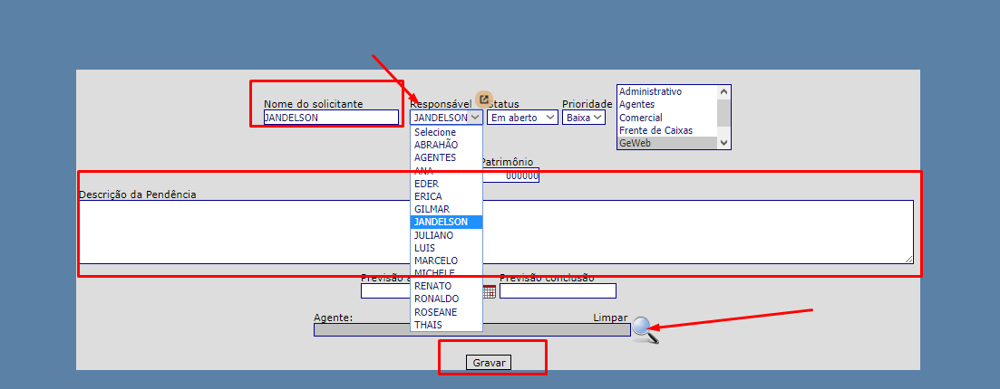 Nome do solicitante
JANDELSON
Responsável
JANDELSON
Status
Em aberto
Prioridade
Baixa
Administrativo
Agentes
Comercial
Frente de Caixas
GeWeb
Selecione
ABRAHÃO
AGENTES
ANA
EDER
ERICA
GILMAR
JANDELSON
JULIANO
LUIS
MARCELO
MICHELE
RENATO
RONALDO
ROSEANE
THAIS
Patrimônio
000000
Descrição da Pendência
Previsão
Previsão conclusão
Agente:
Limpar
Gravar